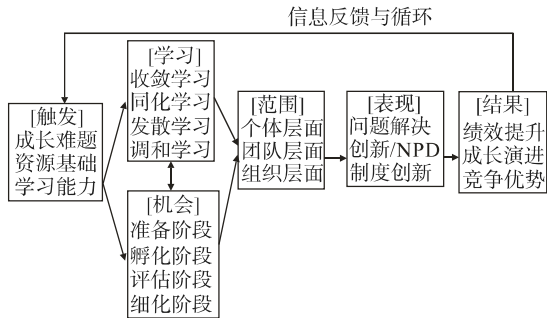 信息反馈与循环
[触发]
成长难题
资源基础
学习能力
[学习]
收敛学习
同化学习
发散学习
调和学习
[机会]
准备阶段
孵化阶段
评估阶段
细化阶段
[范围]
个体层面
团队层面
组织层面
[表现]
问题解决
创新/NPD
制度创新
[结果]
绩效提升
成长演进
竞争优势